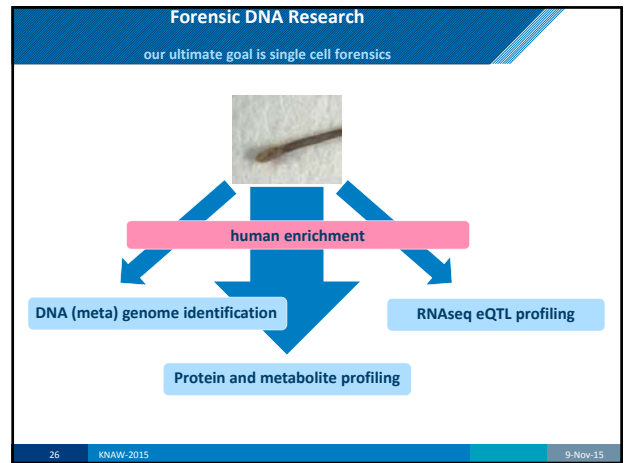 Forensic DNA Research
our ultimate goal is single cell forensics
human enrichment
DNA (meta) genome identification
RNAseq eQTL profiling
Protein and metabolite profiling
26 KNAW-2015 9-Nov-15